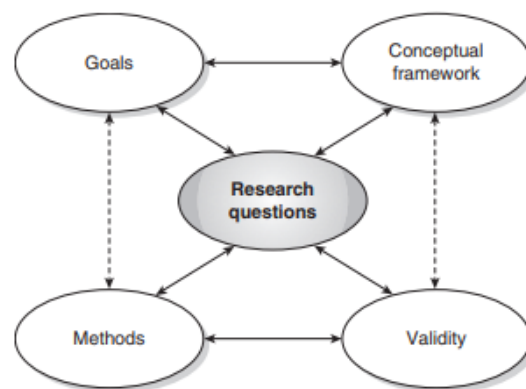 Goals
Conceptual
framework
Research
questions
Methods
Validity